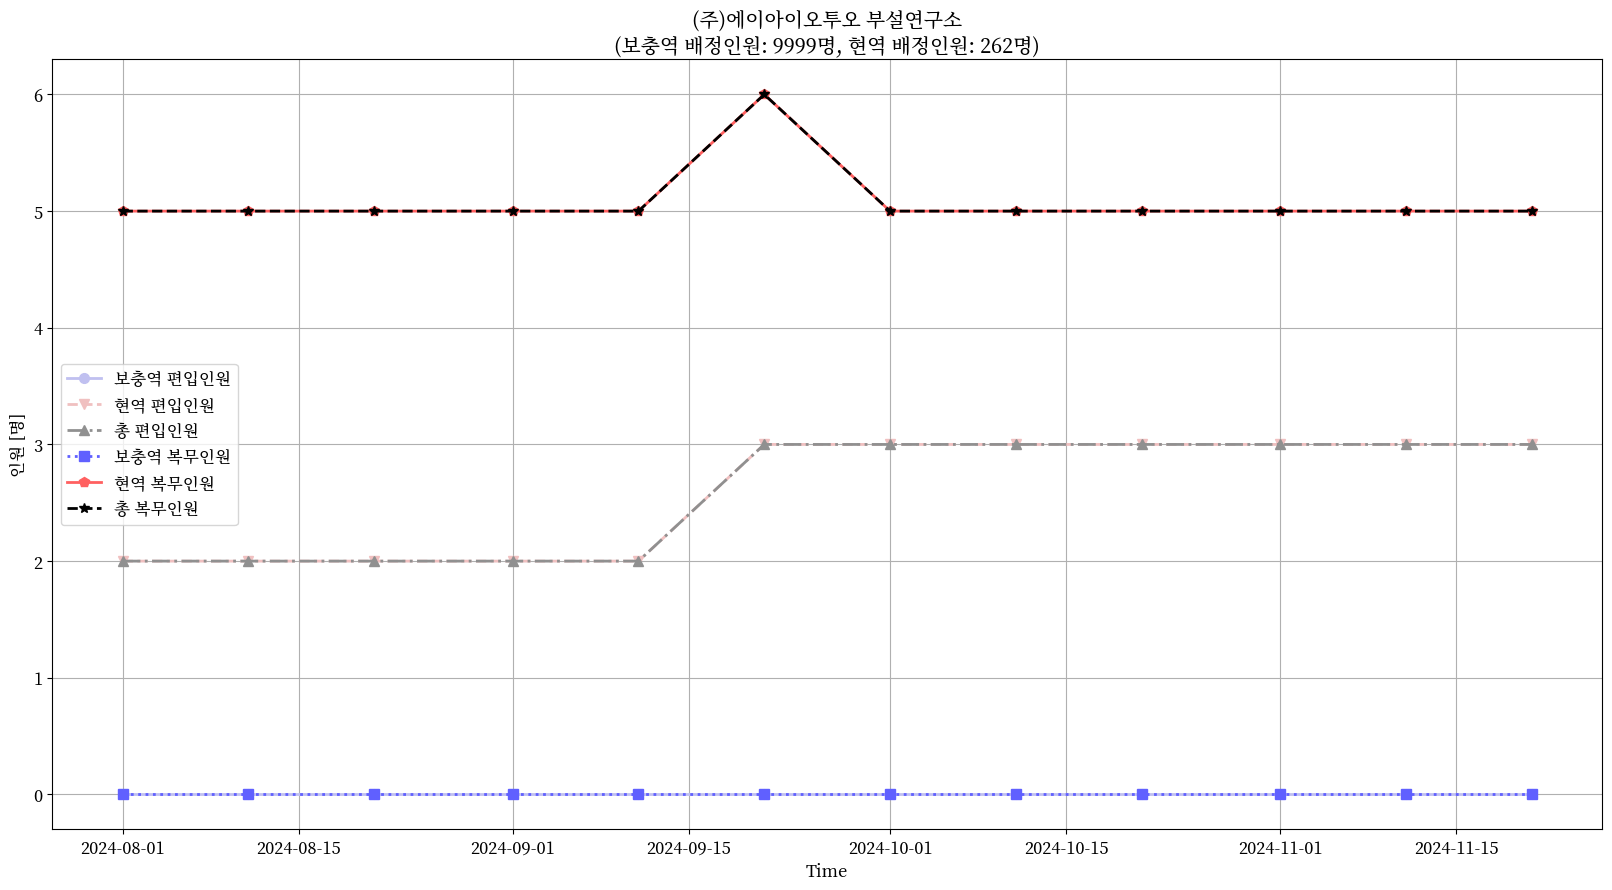 (주)에이아이오투오 부설연구소
(보충역 배정인원: 9999명, 현역 배정인원: 262명)
인원 [명]
6
5
4
3
2
1
0
보충역 편입인원
현역 편입인원
총 편입인원
보충역 복무인원
현역 복무인원
총 복무인원
2024-08-01 2024-08-15 2024-09-01 2024-09-15 2024-10-01 2024-10-15 2024-11-01 2024-11-15
Time